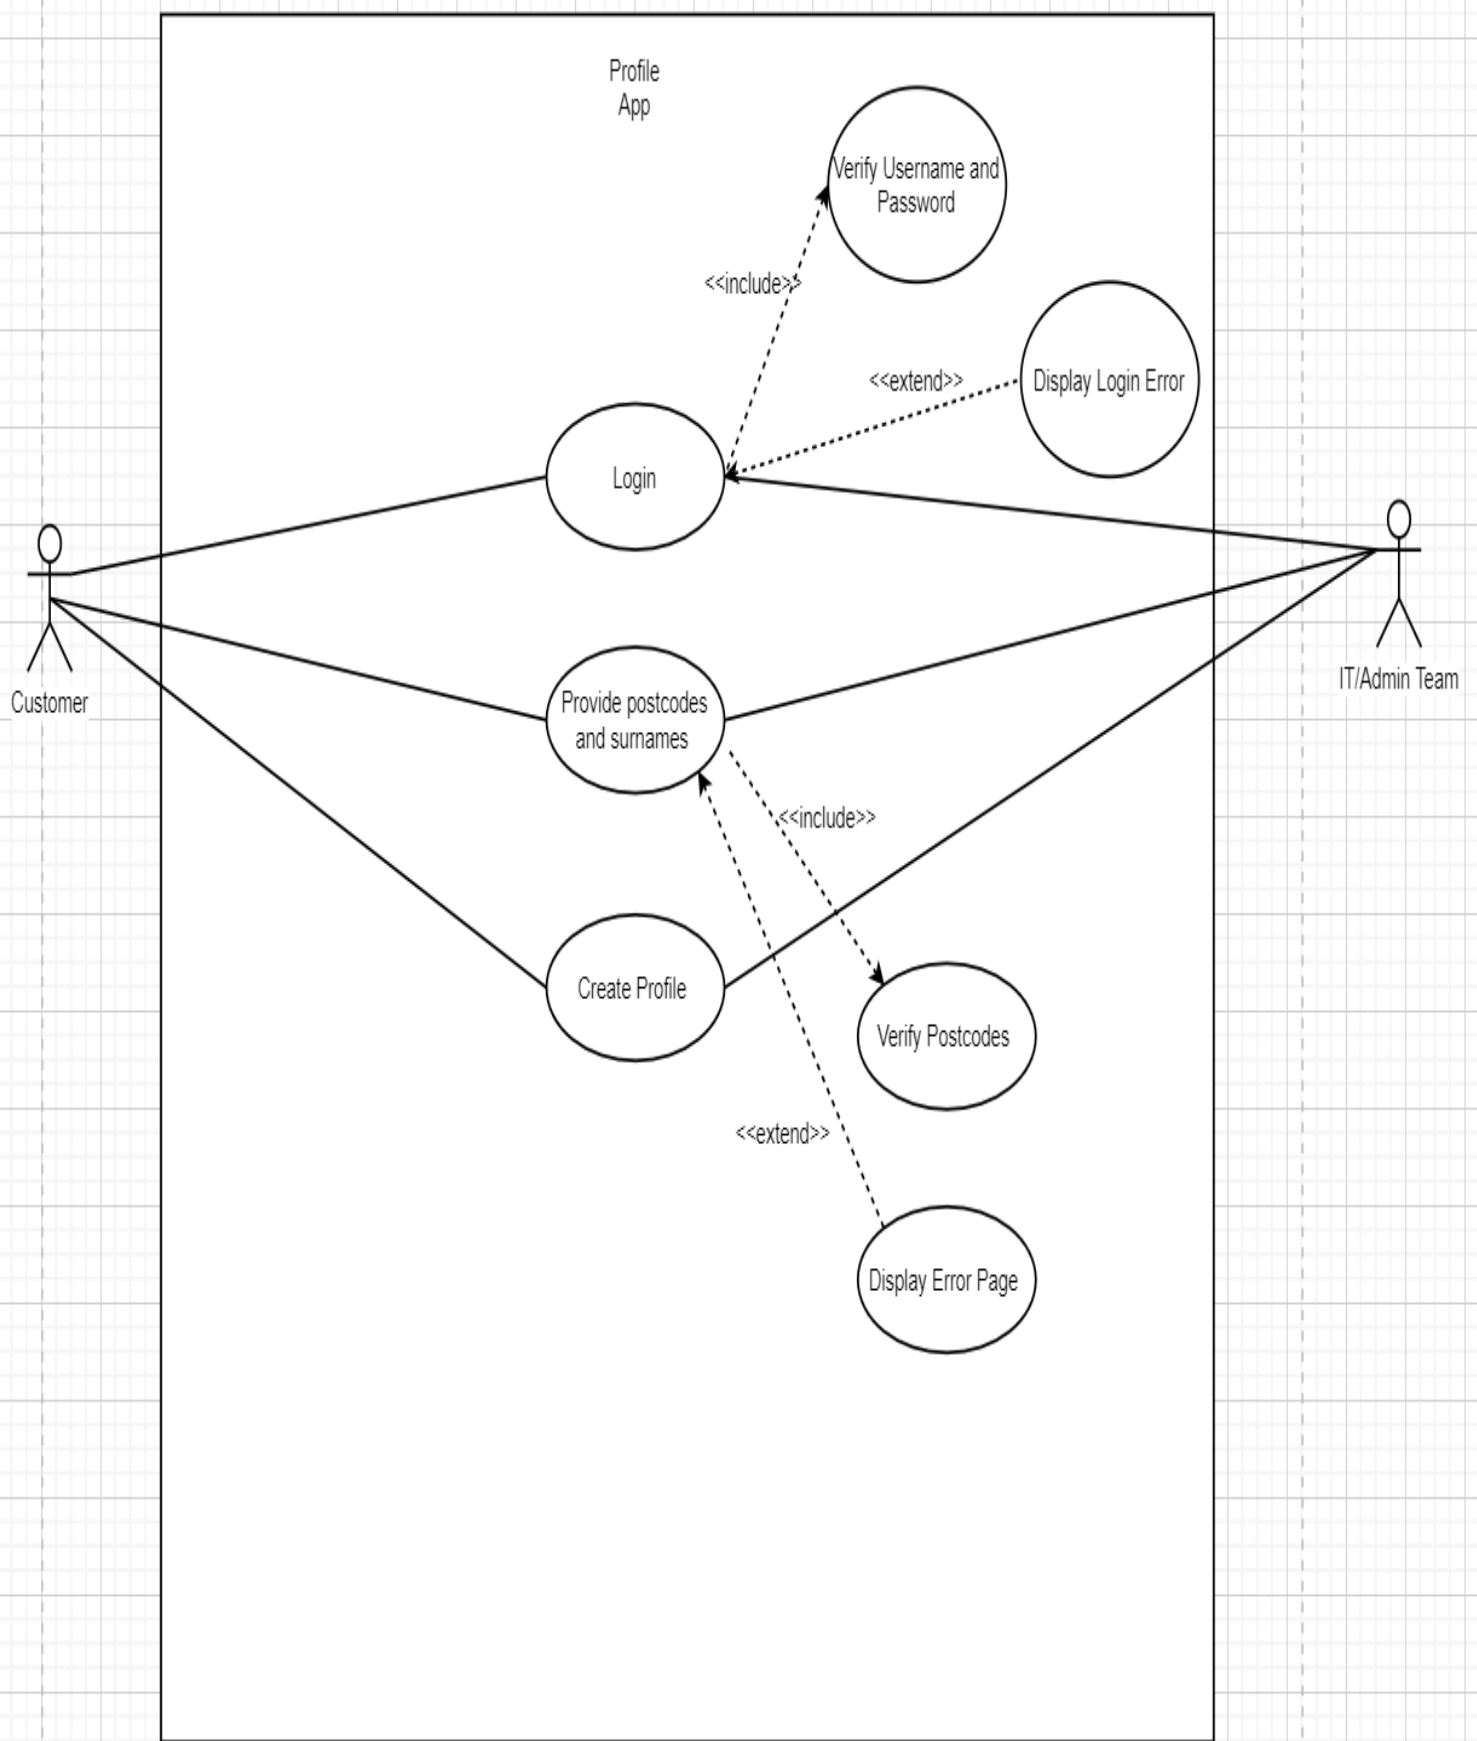 Profile
App
Verify Username and
Password
<<include>>
<<extend>>
Display Login Error
Login
Customer
IT/Admin Team
Provide postcodes
and surnames
<<include>>
Create Profile
Verify Postcodes
<<extend>>
Display Error Page